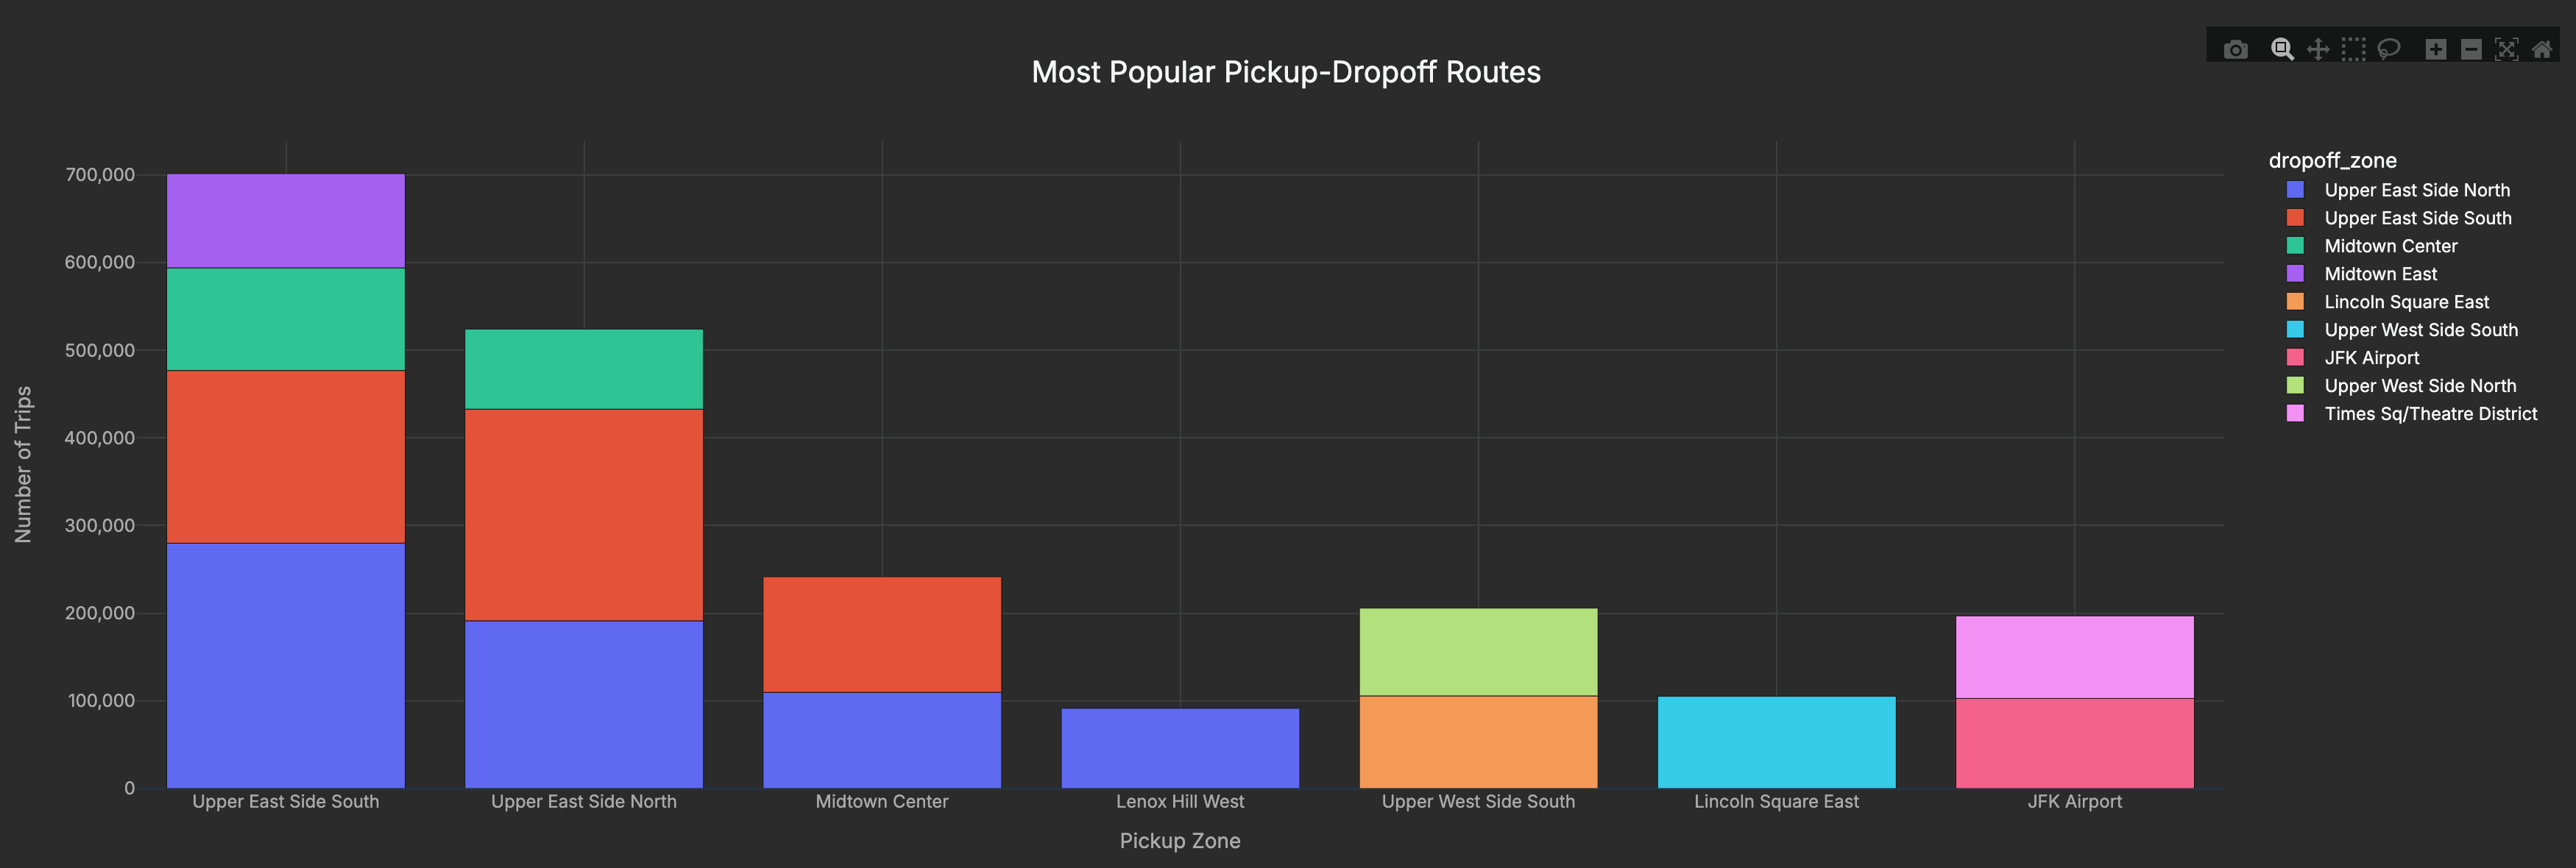 Most Popular Pickup-Dropoff Routes
Number of Trips
700,000
600,000
500,000
400,000
300,000
200,000
100,000
0
Upper East Side South
Upper East Side North
Midtown Center
Lenox Hill West
Upper West Side South
Lincoln Square East
JFK Airport
Pickup Zone
dropoff_zone
Upper East Side North
Upper East Side South
Midtown Center
Midtown East
Lincoln Square East
Upper West Side South
JFK Airport
Upper West Side North
Times Sq/Theatre District